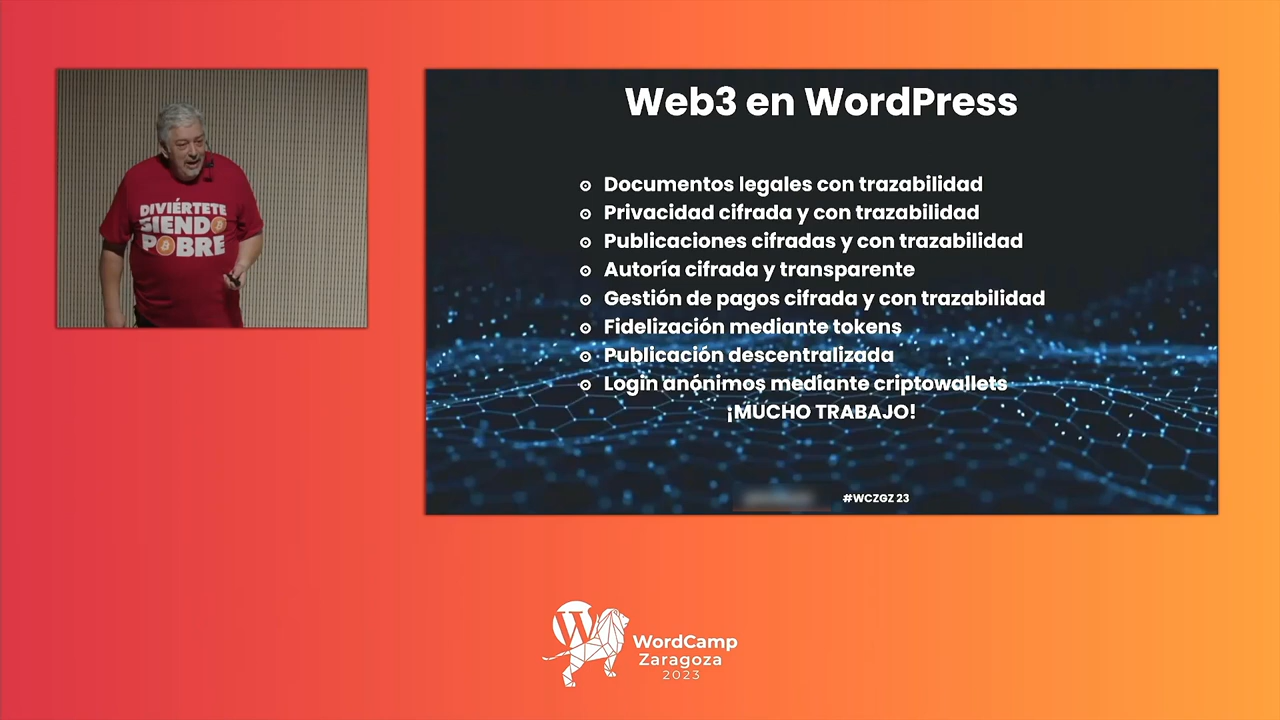 DIVIÉRTETE
SIENDO
POBRE
Web3 en WordPress
Documentos legales con trazabilidad
Privacidad cifrada y con trazabilidad
Publicaciones cifradas y con trazabilidad
Autoría cifrada y transparente
Gestión de pagos cifrada y con trazabilidad
Fidelización mediante tokens
Publicación descentralizada
Login anónimos mediante criptowallets
¡MUCHO TRABAJO!
#WCZGZ 23
WordCamp
Zaragoza
2023